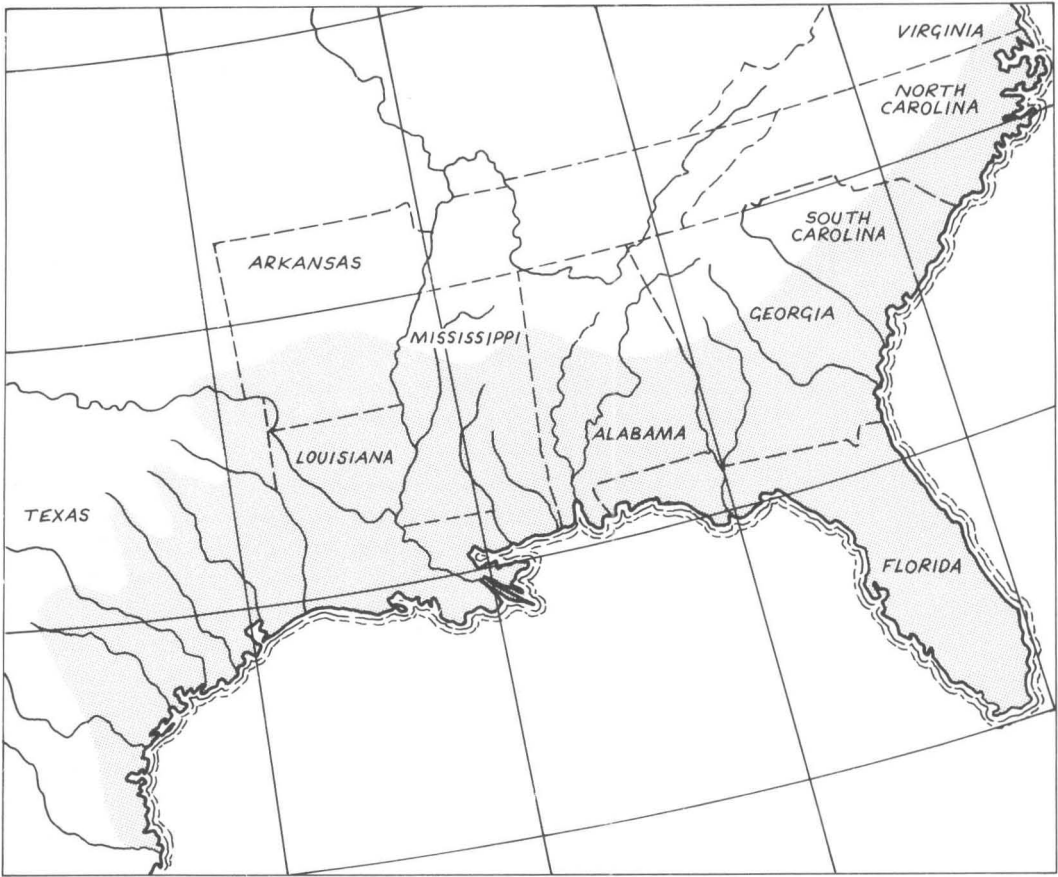 VIRGINIA
NORTH
CAROLINA
SOUTH
CAROLINA
ARKANSAS
GEORGIA
MISSISSIPPI
ALABAMA
LOUISIANA
TEXAS
FLORIDA